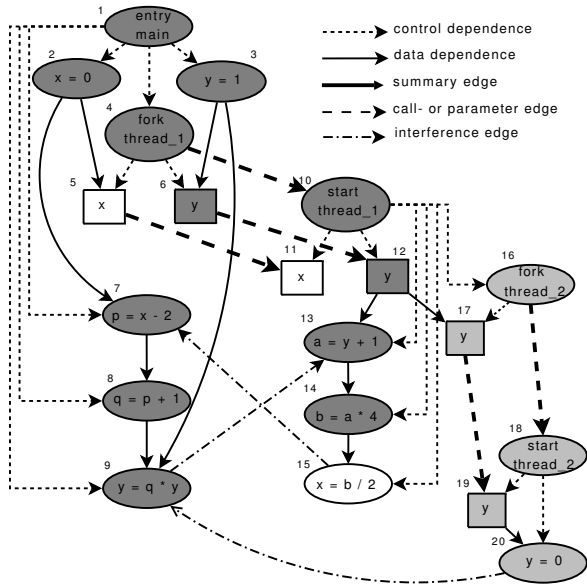 1
entry
main
2
x = 0
3
y = 1
4
fork
thread_1
5
x
6
y
7
p = x - 2
8
q = p + 1
9
y = q * y
10
start
thread_1
11
x
12
y
13
a = y + 1
14
b = a * 4
15
x = b / 2
16
fork
thread_2
17
y
18
start
thread_2
19
y
20
y = 0
control dependence
data dependence
summary edge
call- or parameter edge
interference edge